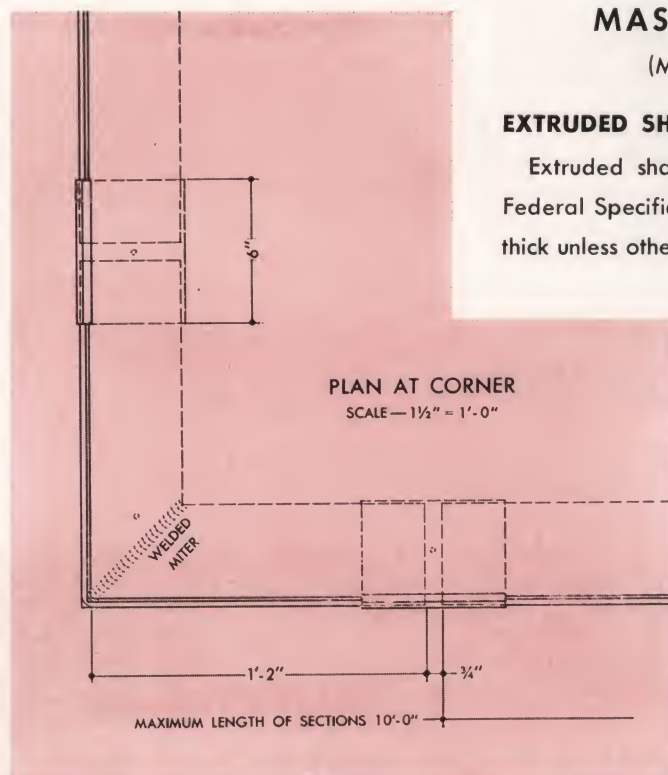 MAS
(M
EXTRUDED SH
Extruded sha
Federal Specific
thick unless othe
6"
PLAN AT CORNER
SCALE—1½" = 1'-0"
WELDED
MITER
1'-2"
¾"
MAXIMUM LENGTH OF SECTIONS 10'-0"